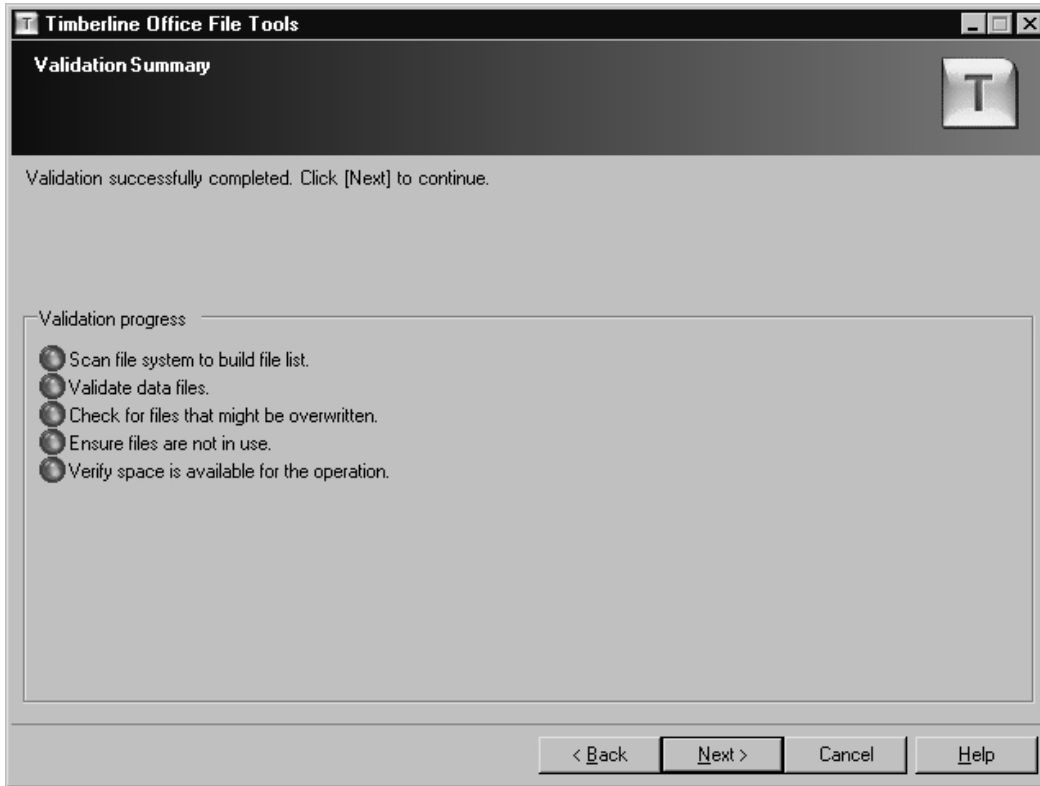 T Timberline Office File Tools
Validation Summary
T
Validation successfully completed. Click [Next] to continue.
Validation progress
Scan file system to build file list.
Validate data files.
Check for files that might be overwritten.
Ensure files are not in use.
Verify space is available for the operation.
< Back Next > Cancel Help